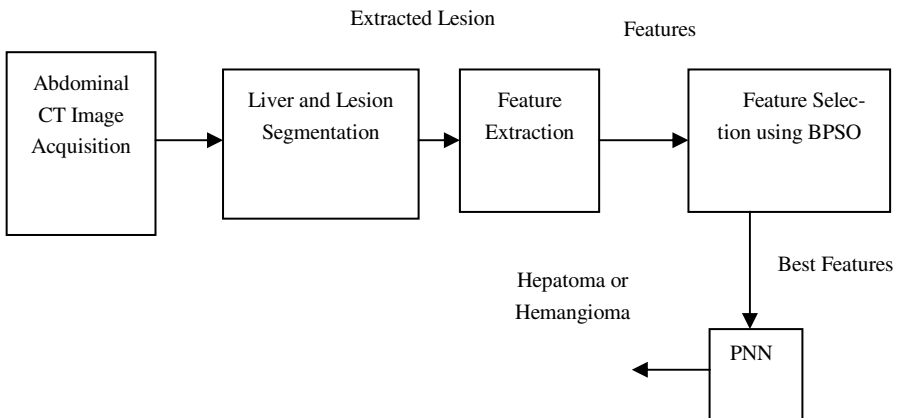 Extracted Lesion
Features
Abdominal
CT Image
Acquisition
Liver and Lesion
Segmentation
Feature
Extraction
Feature Selec-
tion using BPSO
Best Features
Hepatoma or
Hemangioma
PNN